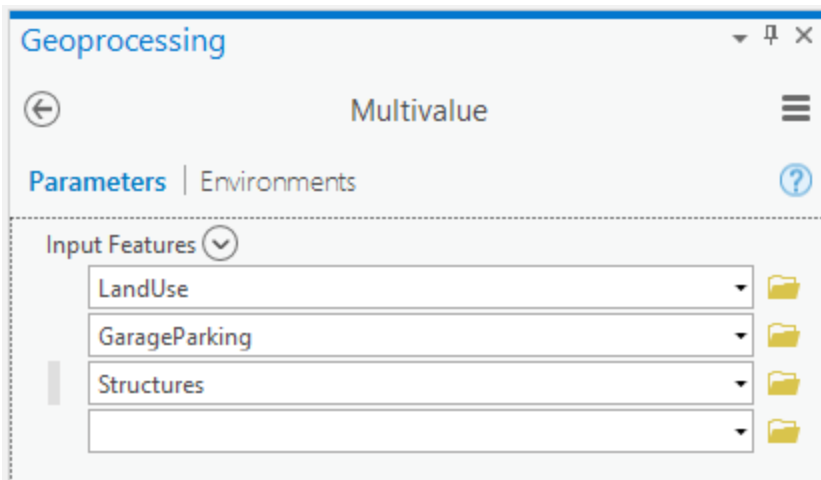 Geoprocessing
Multivalue
Parameters | Environments
Input Features
LandUse
GarageParking
Structures